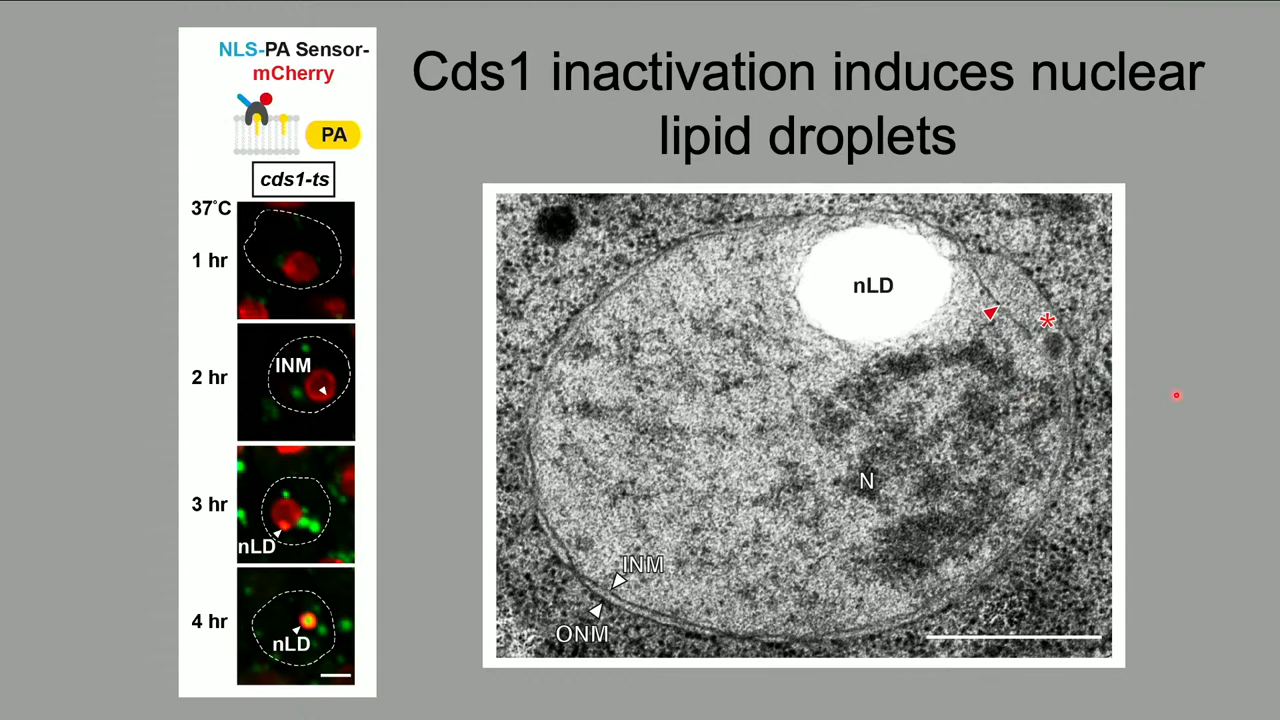 Cds1 inactivation induces nuclear
lipid droplets
NLS-PA Sensor-
mCherry
PA
cds1-ts
37°C
1 hr
2 hr
INM
3 hr
nLD
4 hr
nLD
nLD
*
N
INM
ONM